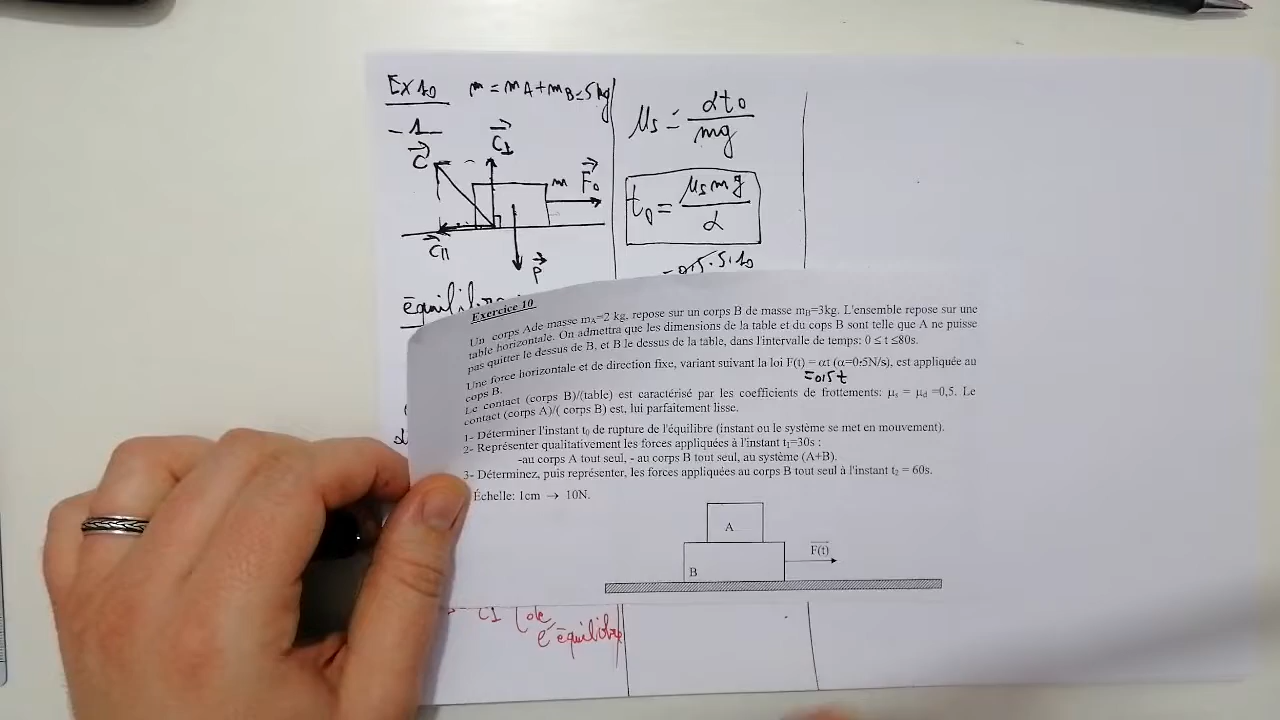 Ex 10 m = mA + mB = 5 kg
-1
C⃗ C⃗⊥ m F⃗0
C⃗|| P⃗
équilib
μs = αt0 / mg
t0 = μs mg / α
Exercice 10
Un corps Ade masse mA=2 kg, repose sur un corps B de masse mB=3kg. L'ensemble repose sur une
table horizontale. On admettra que les dimensions de la table et du cops B sont telle que A ne puisse
pas quitter le dessus de B, et B le dessus de la table, dans l'intervalle de temps: 0 ≤ t ≤80s.
Une force horizontale et de direction fixe, variant suivant la loi F(t) = αt (α=0.5N/s), est appliquée au
cops B.
=0,5t
Le contact (corps B)/(table) est caractérisé par les coefficients de frottements: μs = μd =0,5. Le
contact (corps A)/( corps B) est, lui parfaitement lisse.
1- Déterminer l'instant t0 de rupture de l'équilibre (instant ou le système se met en mouvement).
2- Représenter qualitativement les forces appliquées à l'instant t1=30s :
-au corps A tout seul, - au corps B tout seul, au système (A+B).
3- Déterminez, puis représenter, les forces appliquées au corps B tout seul à l'instant t2 = 60s.
Échelle: 1cm → 10N.
A
B
F(t)
C⊥ de
l'équilibre